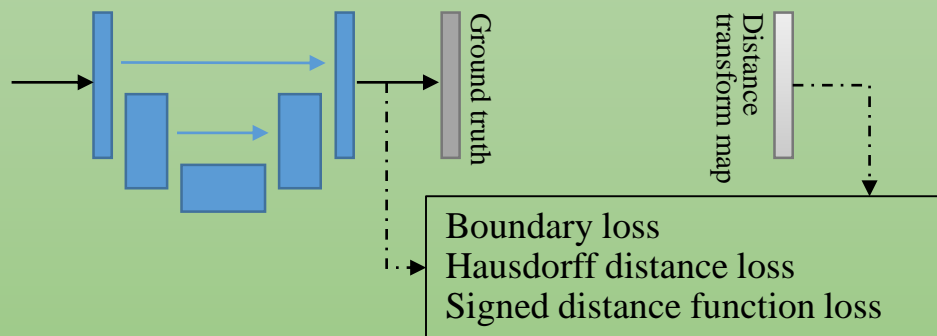 Ground truth
Distance
transform map
Boundary loss
Hausdorff distance loss
Signed distance function loss